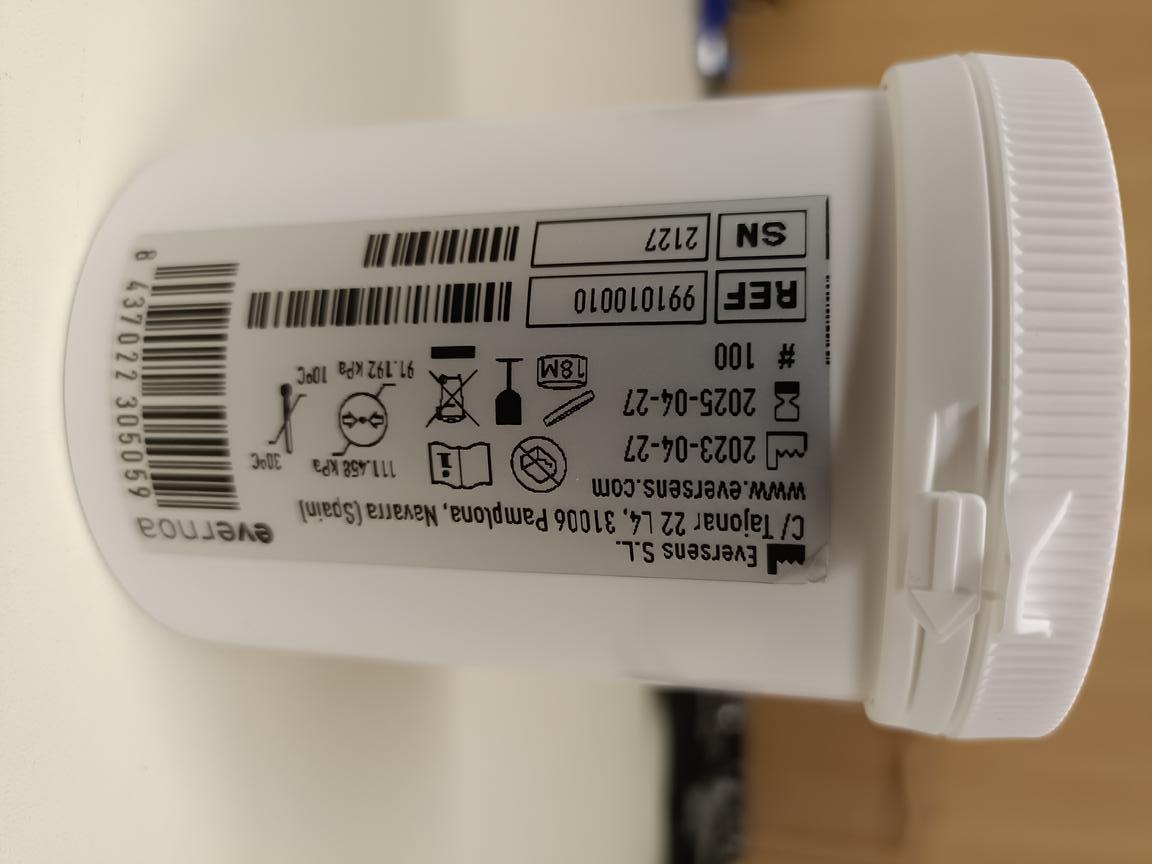 Eversens S.L.
C/ Tajonar 22 L4, 31006 Pamplona, Navarra (Spain)
www.eversens.com
2023-04-27
2025-04-27
# 100
18M
111.458 kPa
91.192 kPa
30ºC
10ºC
REF 991010010
SN 2127
evernoa
8 437022 305059